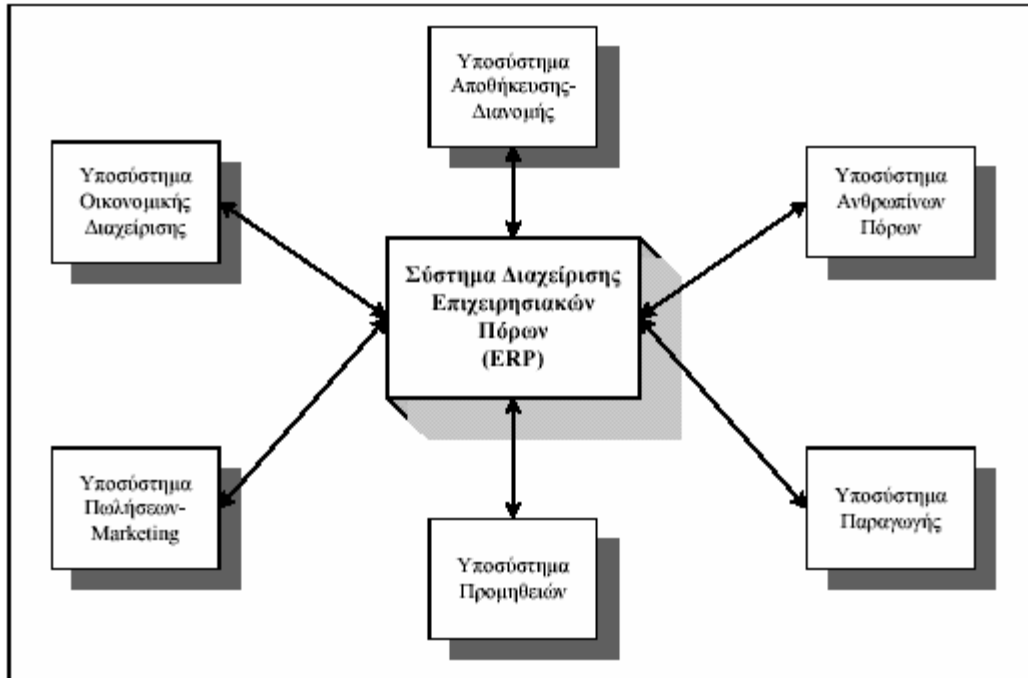 Υποσύστημα
Αποθήκευσης-
Διανομής
Υποσύστημα
Οικονομικής
Διαχείρισης
Υποσύστημα
Ανθρωπίνων
Πόρων
Σύστημα Διαχείρισης
Επιχειρησιακών
Πόρων
(ERP)
Υποσύστημα
Πωλήσεων-
Marketing
Υποσύστημα
Προμηθειών
Υποσύστημα
Παραγωγής